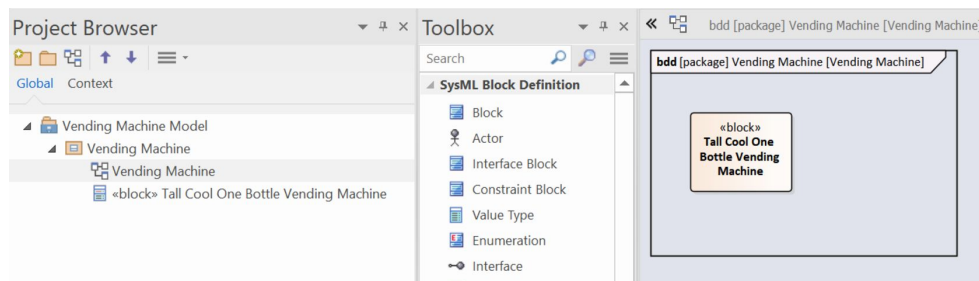 Project Browser
Global Context
Vending Machine Model
Vending Machine
Vending Machine
«block» Tall Cool One Bottle Vending Machine
Toolbox
Search
SysML Block Definition
Block
Actor
Interface Block
Constraint Block
Value Type
Enumeration
Interface
bdd [package] Vending Machine [Vending Machine]
bdd [package] Vending Machine [Vending Machine]
«block»
Tall Cool One
Bottle Vending
Machine